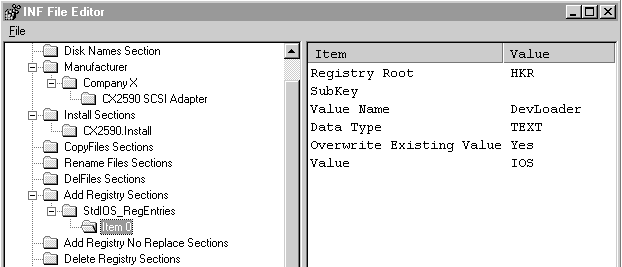 INF File Editor
File
Disk Names Section
Manufacturer
Company X
CX2590 SCSI Adapter
Install Sections
CX2590.Install
CopyFiles Sections
Rename Files Sections
DelFiles Sections
Add Registry Sections
StdIOS_RegEntries
Item 0
Add Registry No Replace Sections
Delete Registry Sections
Item Value
Registry Root HKR
SubKey
Value Name DevLoader
Data Type TEXT
Overwrite Existing Value Yes
Value IOS